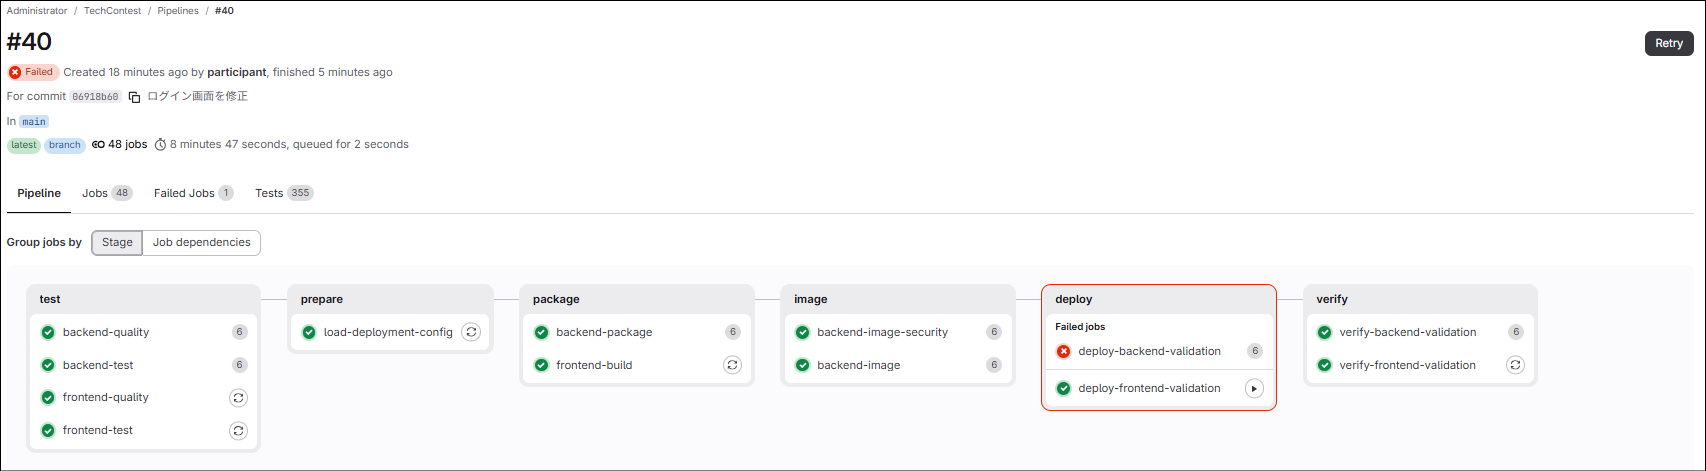 Administrator / TechContest / Pipelines / #40
#40
Retry
Failed Created 18 minutes ago by participant, finished 5 minutes ago
For commit 06918b60 ログイン画面を修正
In main
latest branch 48 jobs 8 minutes 47 seconds, queued for 2 seconds
Pipeline Jobs 48 Failed Jobs 1 Tests 355
Group jobs by Stage Job dependencies
test
backend-quality 6
backend-test 6
frontend-quality
frontend-test
prepare
load-deployment-config
package
backend-package 6
frontend-build
image
backend-image-security 6
backend-image 6
deploy
Failed jobs
deploy-backend-validation 6
deploy-frontend-validation
verify
verify-backend-validation 6
verify-frontend-validation